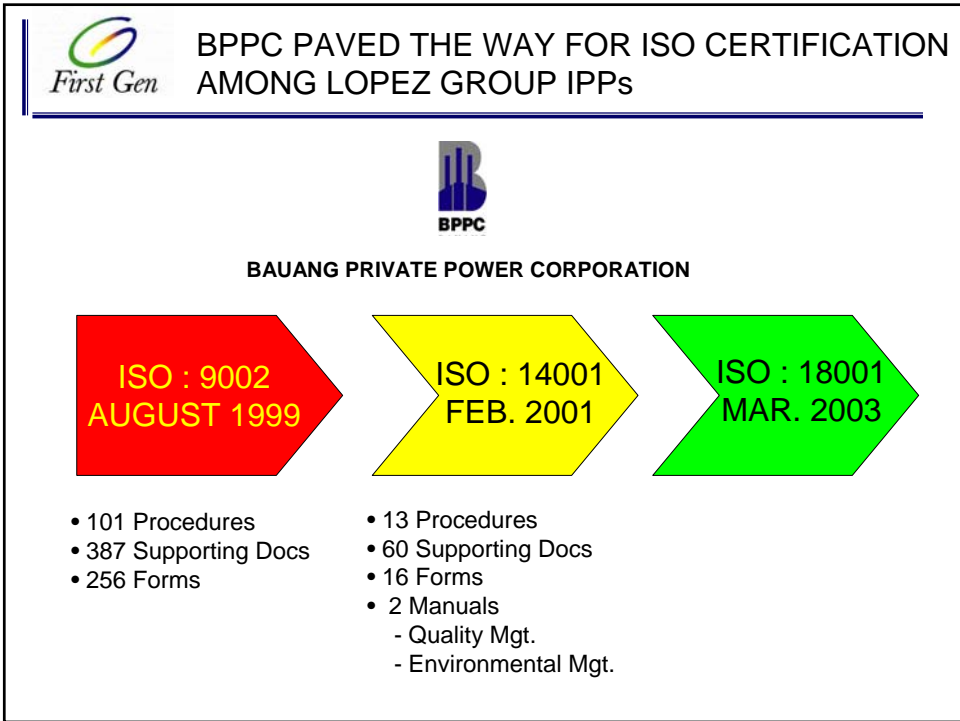 First Gen
BPPC PAVED THE WAY FOR ISO CERTIFICATION
AMONG LOPEZ GROUP IPPs
BPPC
BAUANG PRIVATE POWER CORPORATION
ISO : 9002
AUGUST 1999
ISO : 14001
FEB. 2001
ISO : 18001
MAR. 2003
• 101 Procedures
• 387 Supporting Docs
• 256 Forms
• 13 Procedures
• 60 Supporting Docs
• 16 Forms
• 2 Manuals
- Quality Mgt.
- Environmental Mgt.